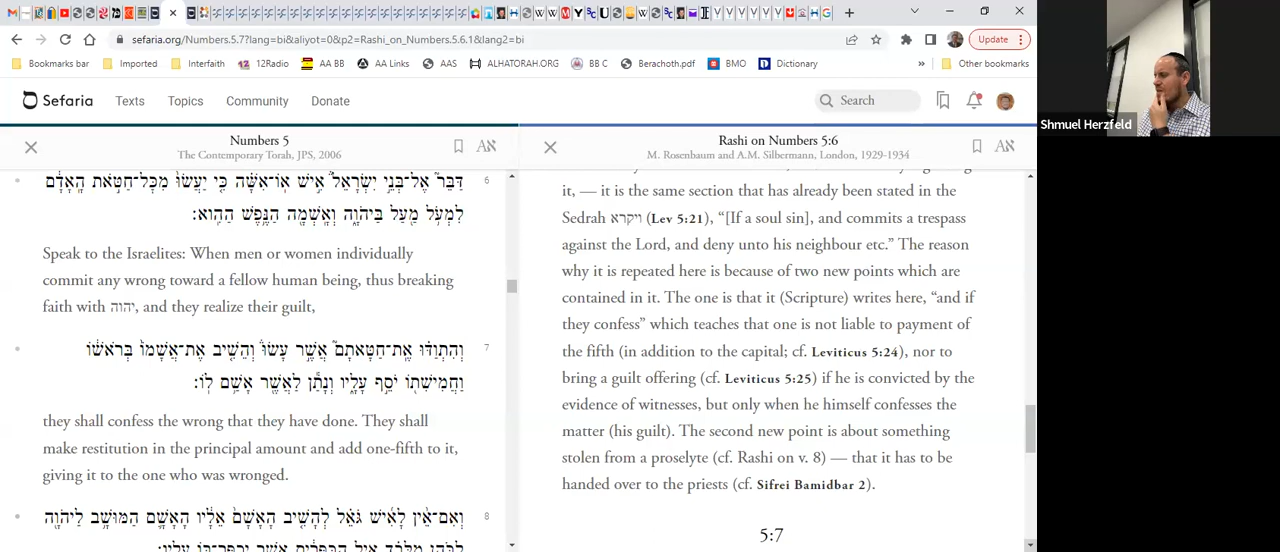 sefaria.org/Numbers.5.7?lang=bi&aliyot=0&p2=Rashi_on_Numbers.5.6.1&lang2=bi
Update
Bookmarks bar
Imported
Interfaith
12Radio
AA BB
AA Links
AAS
ALHATORAH.ORG
BB C
Berachoth.pdf
BMO
Dictionary
»
Other bookmarks
Shmuel Herzfeld
Sefaria
Texts
Topics
Community
Donate
Search
Numbers 5
The Contemporary Torah, JPS, 2006
Rashi on Numbers 5:6
M. Rosenbaum and A.M. Silbermann, London, 1929-1934
6
דַּבֵּר֮ אֶל־בְּנֵ֣י יִשְׂרָאֵל֒ אִ֣ישׁ אֽוֹ־אִשָּׁ֗ה כִּ֤י יַעֲשׂוּ֙ מִכׇּל־חַטֹּ֣את הָֽאָדָ֔ם
לִמְעֹ֥ל מַ֖עַל בַּיהֹוָ֑ה וְאָֽשְׁמָ֖ה הַנֶּ֥פֶשׁ הַהִֽוא׃
Speak to the Israelites: When men or women individually
commit any wrong toward a fellow human being, thus breaking
faith with יהוה, and they realize their guilt,
7
וְהִתְוַדּ֗וּ אֶֽת־חַטָּאתָם֮ אֲשֶׁ֣ר עָשׂוּ֒ וְהֵשִׁ֤יב אֶת־אֲשָׁמוֹ֙ בְּרֹאשׁ֔וֹ
וַחֲמִישִׁת֖וֹ יֹסֵ֣ף עָלָ֑יו וְנָתַ֕ן לַאֲשֶׁ֖ר אָשַׁ֥ם לֽוֹ׃
they shall confess the wrong that they have done. They shall
make restitution in the principal amount and add one-fifth to it,
giving it to the one who was wronged.
8
וְאִם־אֵ֨ין לָאִ֜ישׁ גֹּאֵ֗ל לְהָשִׁ֤יב הָאָשָׁם֙ אֵלָ֔יו הָאָשָׁ֛ם הַמּוּשָׁ֥ב לַיהֹוָ֖ה
לַכֹּהֵ֑ן מִלְּבַ֗ד אֵ֚יל הַכִּפֻּרִ֔ים אֲשֶׁ֥ר יְכַפֶּר־בּ֖וֹ עָלָֽיו׃
it, — it is the same section that has already been stated in the
Sedrah ויקרא (Lev 5:21), “[If a soul sin], and commits a trespass
against the Lord, and deny unto his neighbour etc.” The reason
why it is repeated here is because of two new points which are
contained in it. The one is that it (Scripture) writes here, “and if
they confess” which teaches that one is not liable to payment of
the fifth (in addition to the capital; cf. Leviticus 5:24), nor to
bring a guilt offering (cf. Leviticus 5:25) if he is convicted by the
evidence of witnesses, but only when he himself confesses the
matter (his guilt). The second new point is about something
stolen from a proselyte (cf. Rashi on v. 8) — that it has to be
handed over to the priests (cf. Sifrei Bamidbar 2).
5:7